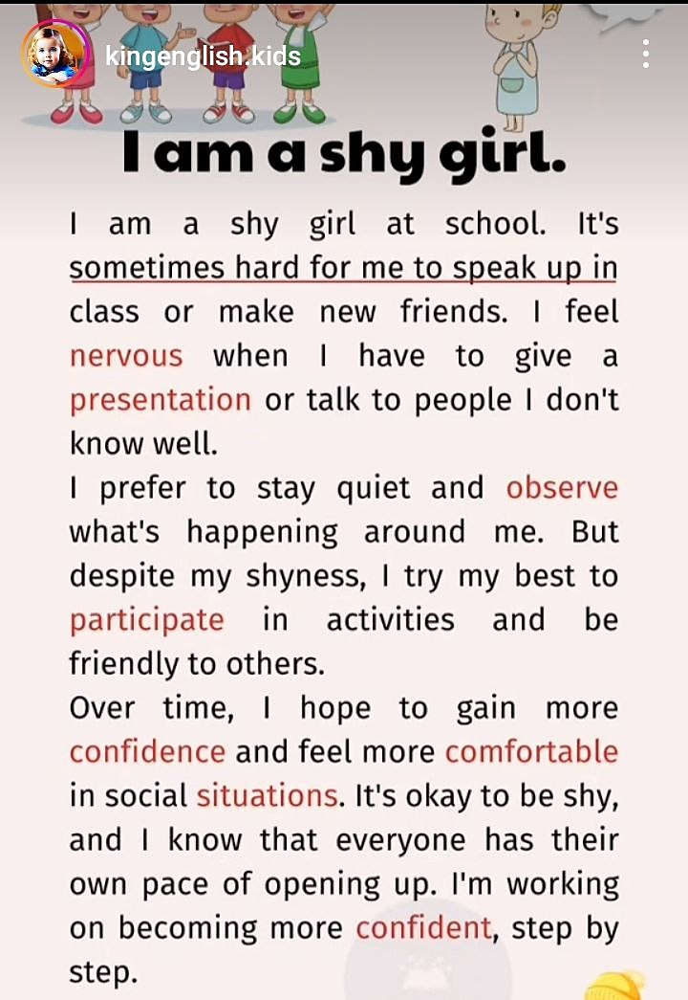 kingenglish.kids
I am a shy girl.
I am a shy girl at school. It's
sometimes hard for me to speak up in
class or make new friends. I feel
nervous when I have to give a
presentation or talk to people I don't
know well.
I prefer to stay quiet and observe
what's happening around me. But
despite my shyness, I try my best to
participate in activities and be
friendly to others.
Over time, I hope to gain more
confidence and feel more comfortable
in social situations. It's okay to be shy,
and I know that everyone has their
own pace of opening up. I'm working
on becoming more confident, step by
step.